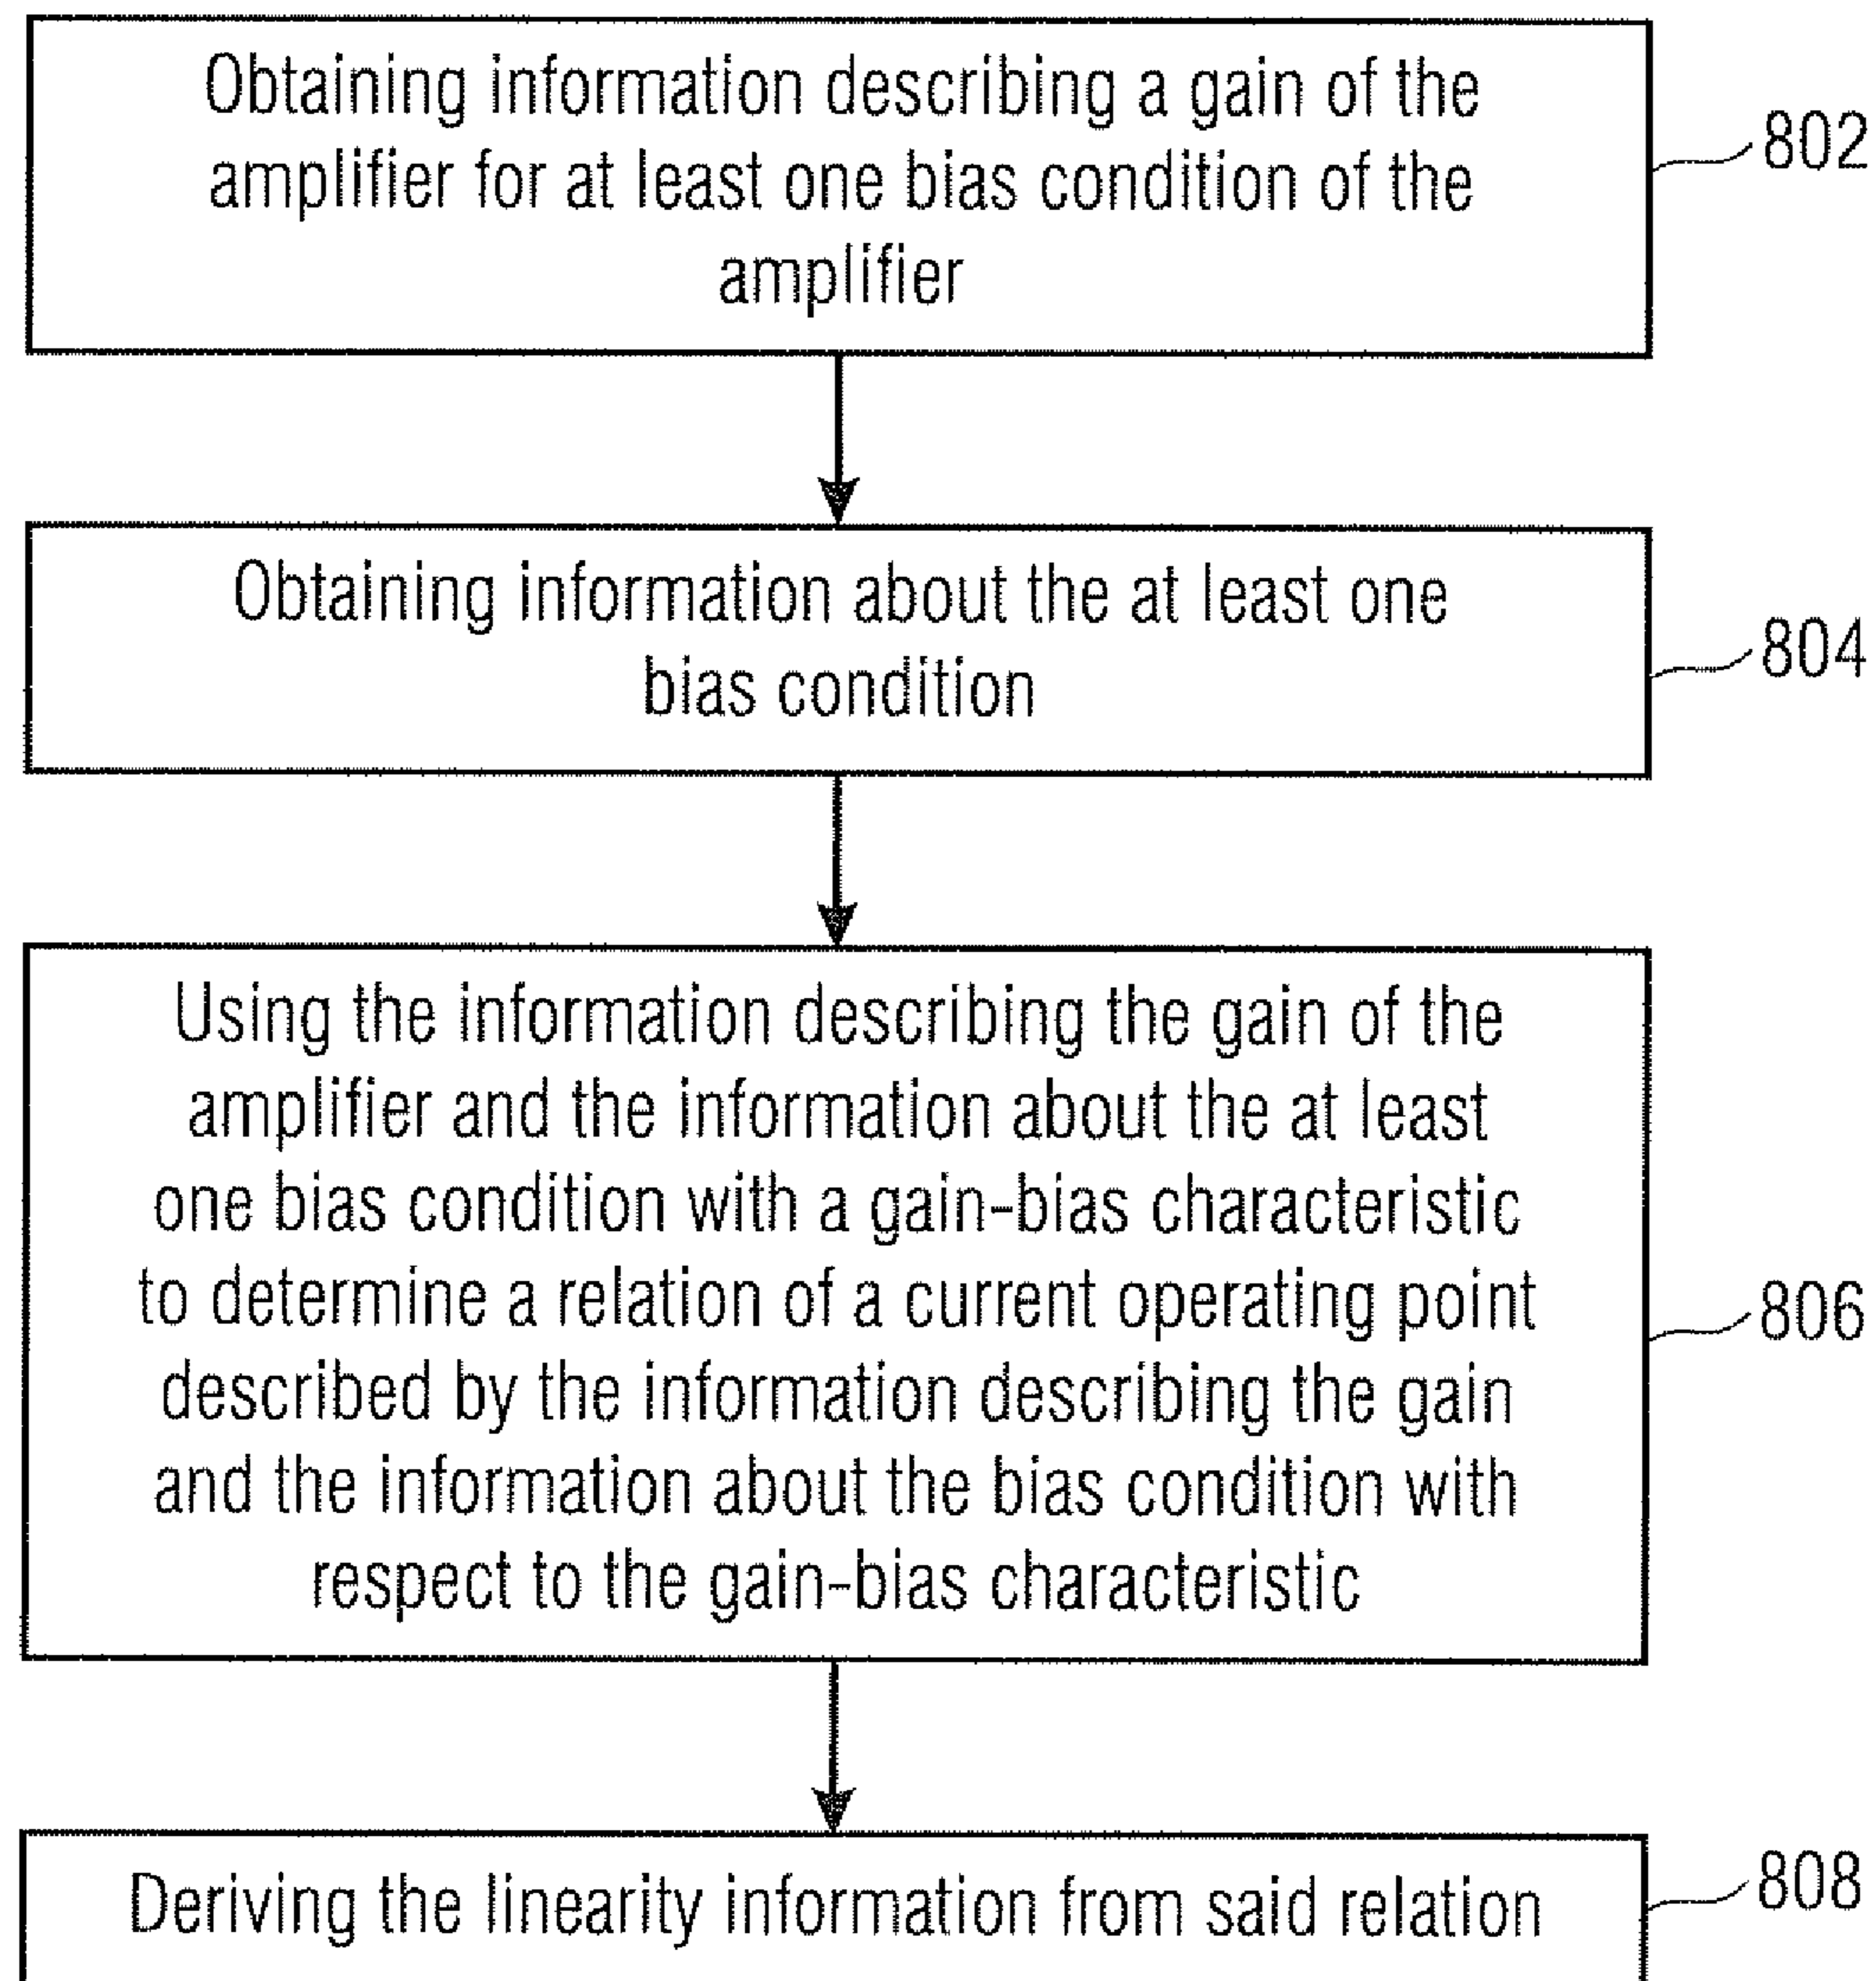 Obtaining information describing a gain of the
amplifier for at least one bias condition of the
amplifier
802
Obtaining information about the at least one
bias condition
804
Using the information describing the gain of the
amplifier and the information about the at least
one bias condition with a gain-bias characteristic
to determine a relation of a current operating point
described by the information describing the gain
and the information about the bias condition with
respect to the gain-bias characteristic
806
Deriving the linearity information from said relation
808